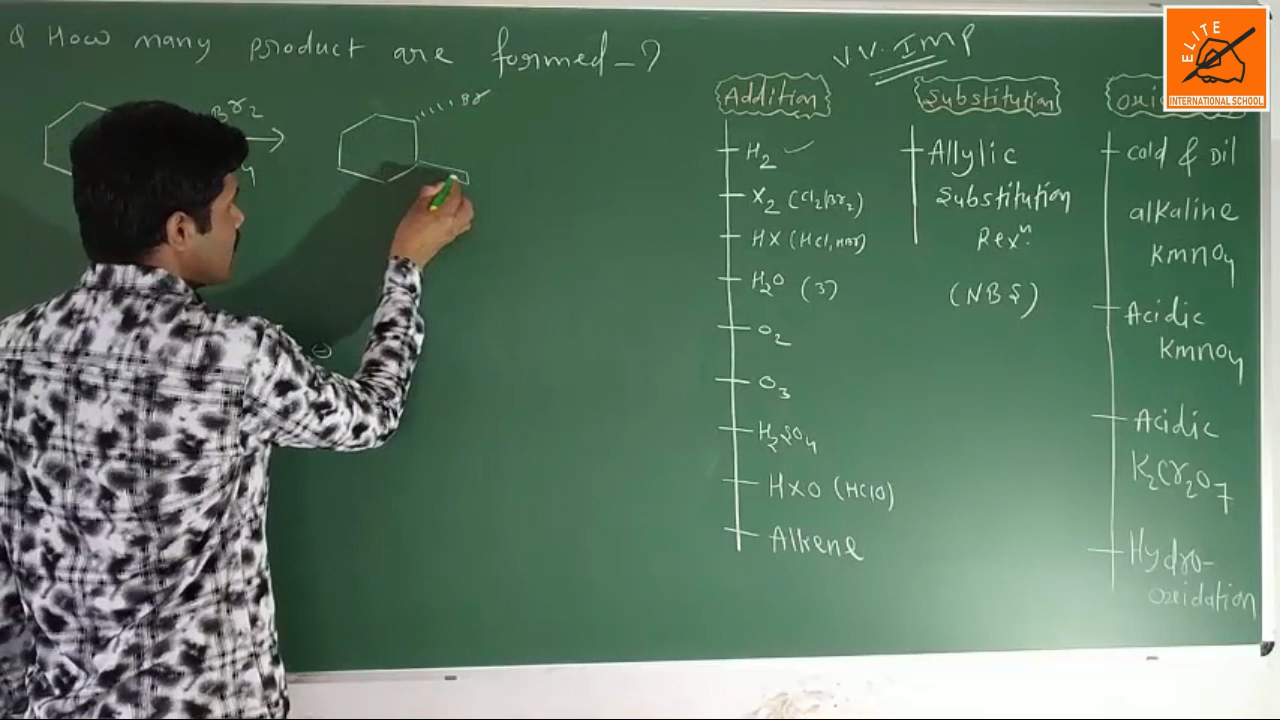 Q How many product are formed _ ?
Br2
4
Br
⊖
V V. IMP
Addition
H2 ✓
X2 (Cl2/Br2)
HX (HCl, HBr)
H2O (3)
O2
O3
H2SO4
HXO (HClO)
Alkene
Substitution
Allylic
Substitution
Rexn.
(NBS)
Cold & Dil
alkaline
KmnO4
Acidic
KmnO4
Acidic
K2Cr2O7
Hydro-
oxidation
ELITE
INTERNATIONAL SCHOOL